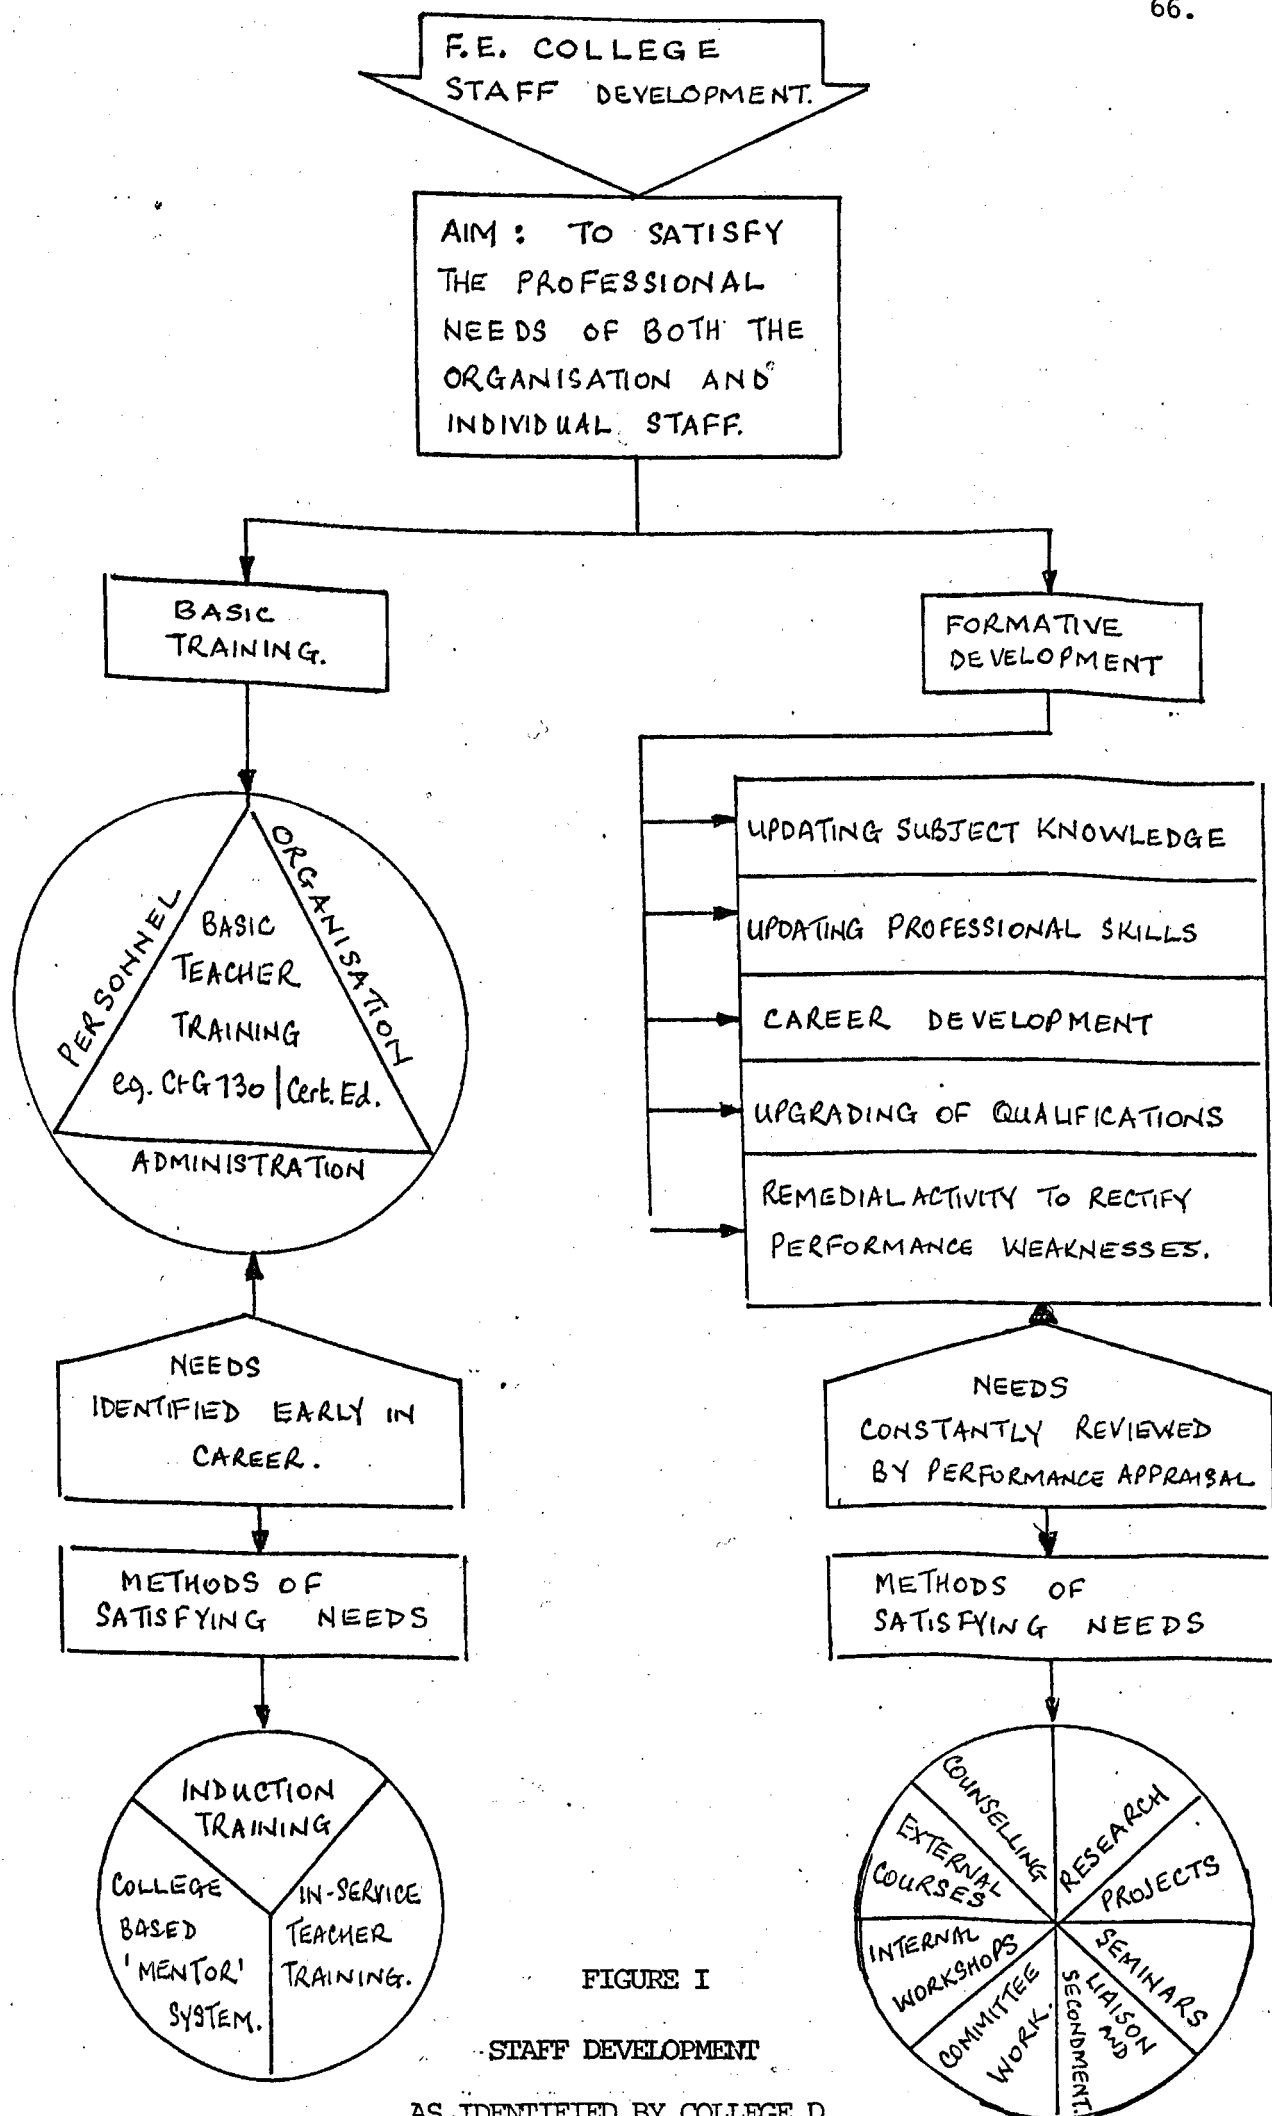 66.
F.E. COLLEGE
STAFF DEVELOPMENT.
AIM : TO SATISFY
THE PROFESSIONAL
NEEDS OF BOTH THE
ORGANISATION AND
INDIVIDUAL STAFF.
BASIC
TRAINING.
FORMATIVE
DEVELOPMENT
PERSONNEL
ORGANISATION
BASIC
TEACHER
TRAINING
eg. C+G 730 | Cert. Ed.
ADMINISTRATION
UPDATING SUBJECT KNOWLEDGE
UPDATING PROFESSIONAL SKILLS
CAREER DEVELOPMENT
UPGRADING OF QUALIFICATIONS
REMEDIAL ACTIVITY TO RECTIFY
PERFORMANCE WEAKNESSES.
NEEDS
IDENTIFIED EARLY IN
CAREER.
NEEDS
CONSTANTLY REVIEWED
BY PERFORMANCE APPRAISAL
METHODS OF
SATISFYING NEEDS
METHODS OF
SATISFYING NEEDS
INDUCTION
TRAINING
COLLEGE
BASED
'MENTOR'
SYSTEM.
IN-SERVICE
TEACHER
TRAINING.
COUNSELLING
RESEARCH
EXTERNAL
COURSES
PROJECTS
INTERNAL
WORKSHOPS
SEMINARS
COMMITTEE
WORK.
LIAISON
AND
SECONDMENT.
FIGURE I
STAFF DEVELOPMENT
AS IDENTIFIED BY COLLEGE D